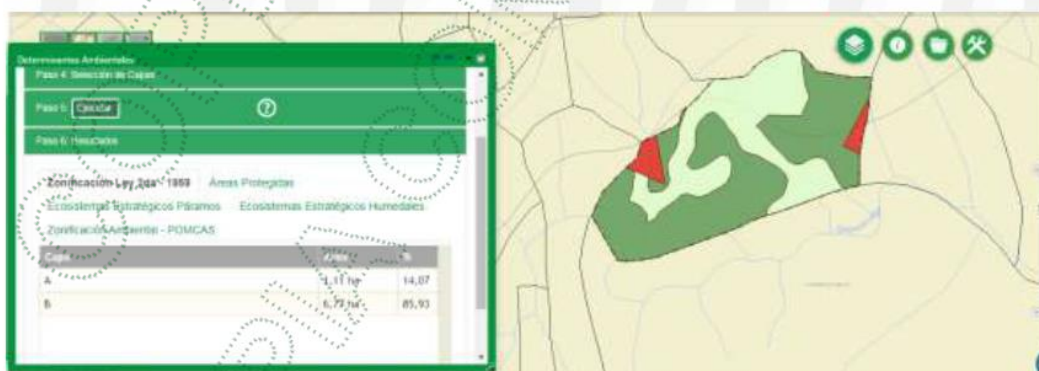 Determinantes Ambientales
Paso 4: Selección de Capas
Paso 5: Ejecutar
?
Paso 6: Resultados
Zonificación Ley 2da - 1959 Áreas Protegidas
Ecosistemas Estratégicos Páramos Ecosistemas Estratégicos Humedales
Zonificación Ambiental - POMCAS
Capa Área %
A 1,11 ha 14,07
B 6,77 ha 85,93